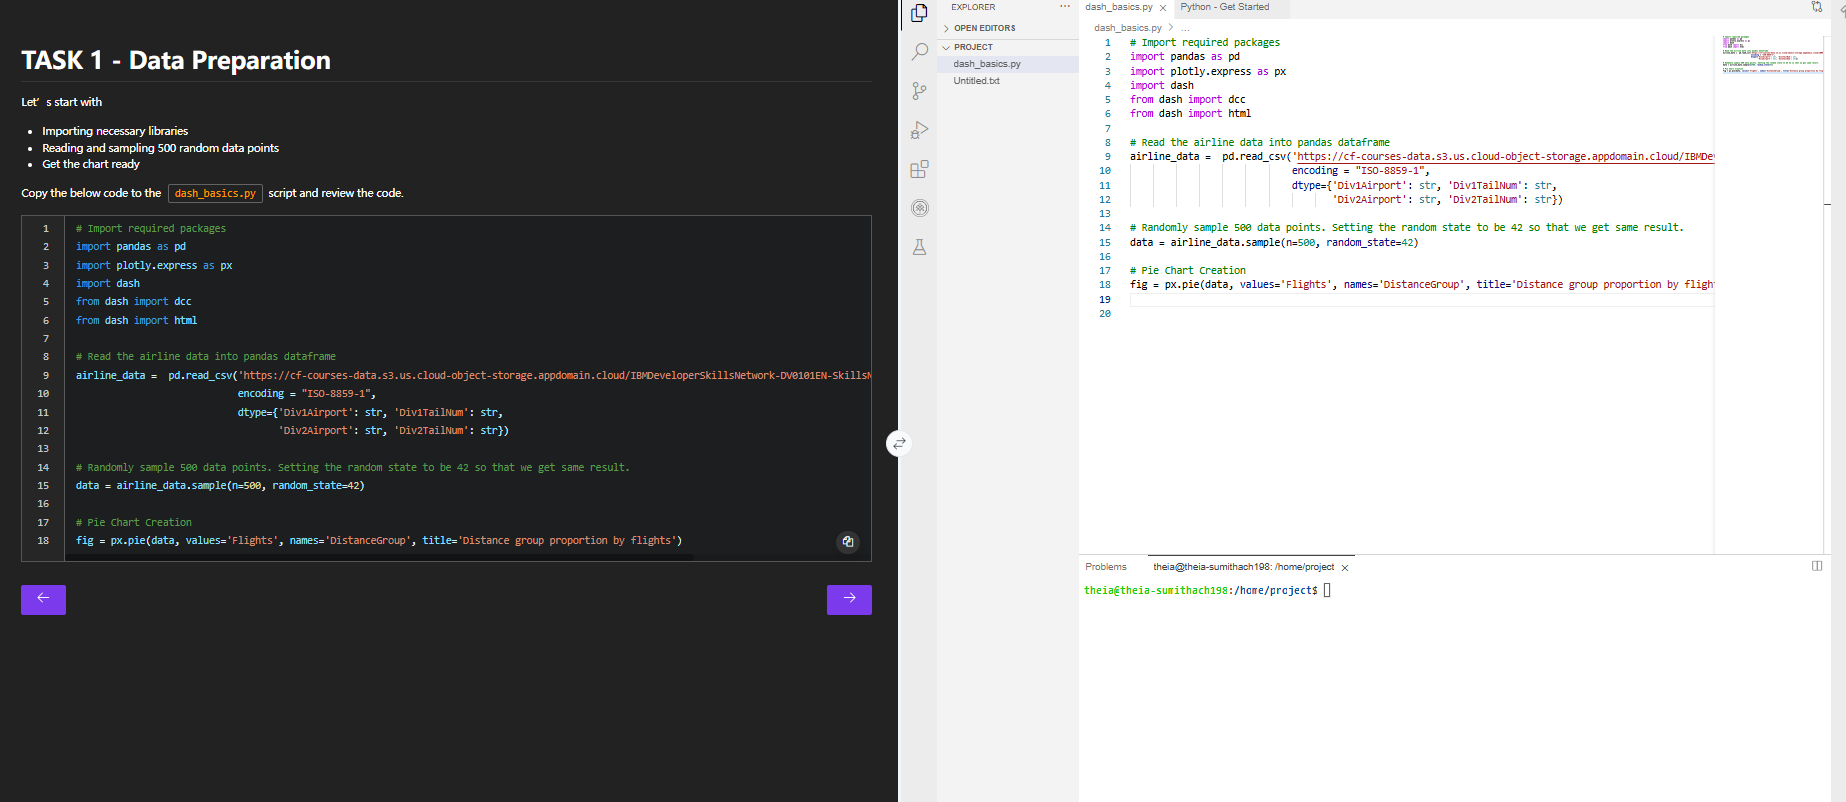 TASK 1 - Data Preparation
Let's start with
Importing necessary libraries
Reading and sampling 500 random data points
Get the chart ready
Copy the below code to the dash_basics.py script and review the code.
1 # Import required packages
2 import pandas as pd
3 import plotly.express as px
4 import dash
5 from dash import dcc
6 from dash import html
7
8 # Read the airline data into pandas dataframe
9 airline_data =  pd.read_csv('https://cf-courses-data.s3.us.cloud-object-storage.appdomain.cloud/IBMDeveloperSkillsNetwork-DV0101EN-SkillsN
10 encoding = "ISO-8859-1",
11 dtype={'Div1Airport': str, 'Div1TailNum': str,
12 'Div2Airport': str, 'Div2TailNum': str})
13
14 # Randomly sample 500 data points. Setting the random state to be 42 so that we get same result.
15 data = airline_data.sample(n=500, random_state=42)
16
17 # Pie Chart Creation
18 fig = px.pie(data, values='Flights', names='DistanceGroup', title='Distance group proportion by flights')
EXPLORER
OPEN EDITORS
PROJECT
dash_basics.py
Untitled.txt
dash_basics.py Python - Get Started
dash_basics.py > ...
1 # Import required packages
2 import pandas as pd
3 import plotly.express as px
4 import dash
5 from dash import dcc
6 from dash import html
7
8 # Read the airline data into pandas dataframe
9 airline_data =  pd.read_csv('https://cf-courses-data.s3.us.cloud-object-storage.appdomain.cloud/IBMDe
10 encoding = "ISO-8859-1",
11 dtype={'Div1Airport': str, 'Div1TailNum': str,
12 'Div2Airport': str, 'Div2TailNum': str})
13
14 # Randomly sample 500 data points. Setting the random state to be 42 so that we get same result.
15 data = airline_data.sample(n=500, random_state=42)
16
17 # Pie Chart Creation
18 fig = px.pie(data, values='Flights', names='DistanceGroup', title='Distance group proportion by fligh
19
20
Problems theia@theia-sumithach198: /home/project
theia@theia-sumithach198:/home/project$